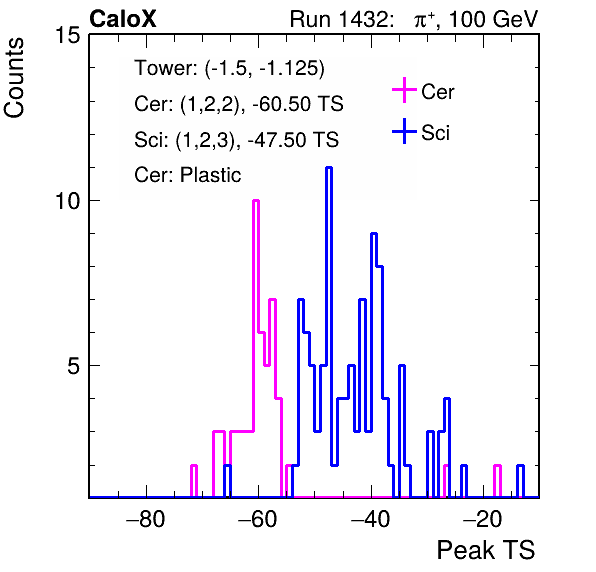 CaloX Run 1432: π⁺, 100 GeV
Counts
15
10
5
Tower: (-1.5, -1.125)
Cer: (1,2,2), -60.50 TS
Sci: (1,2,3), -47.50 TS
Cer: Plastic
Cer
Sci
−80 −60 −40 −20
Peak TS